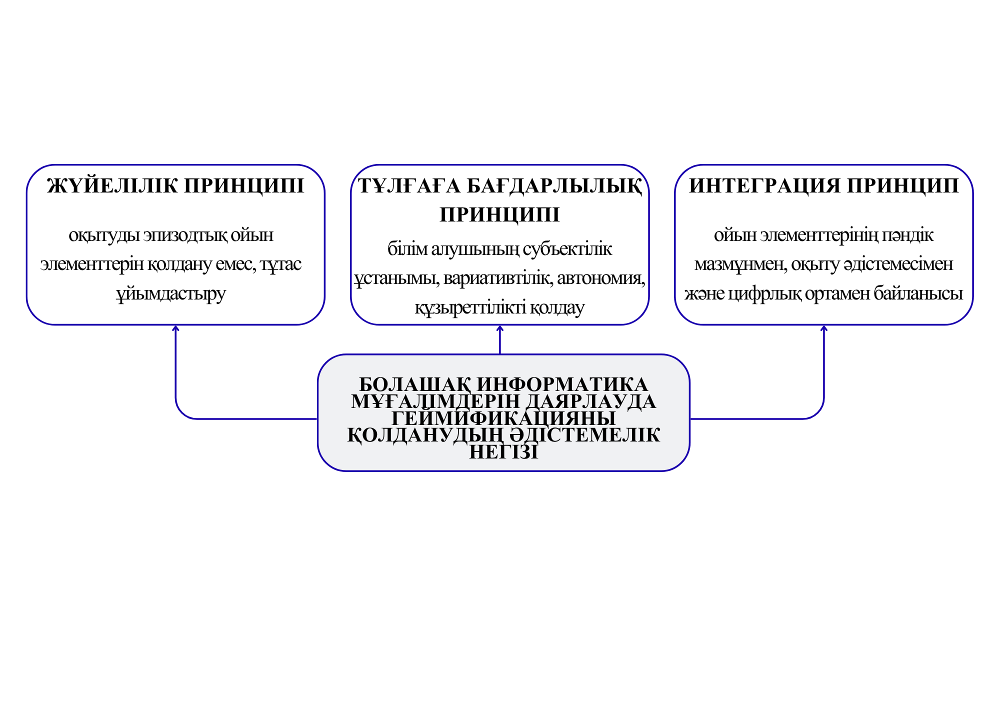 ЖҮЙЕЛІЛІК ПРИНЦИПІ
оқытуды эпизодтық ойын
элементтерін қолдану емес, тұтас
ұйымдастыру
ТҰЛҒАҒА БАҒДАРЛЫЛЫҚ
ПРИНЦИПІ
білім алушының субъектілік
ұстанымы, вариативтілік, автономия,
құзыреттілікті қолдау
ИНТЕГРАЦИЯ ПРИНЦИП
ойын элементтерінің пәндік
мазмұнмен, оқыту әдістемесімен
және цифрлық ортамен байланысы
БОЛАШАҚ ИНФОРМАТИКА
МҰҒАЛІМДЕРІН ДАЯРЛАУДА
ГЕЙМИФИКАЦИЯНЫ
ҚОЛДАНУДЫҢ ӘДІСТЕМЕЛІК
НЕГІЗІ